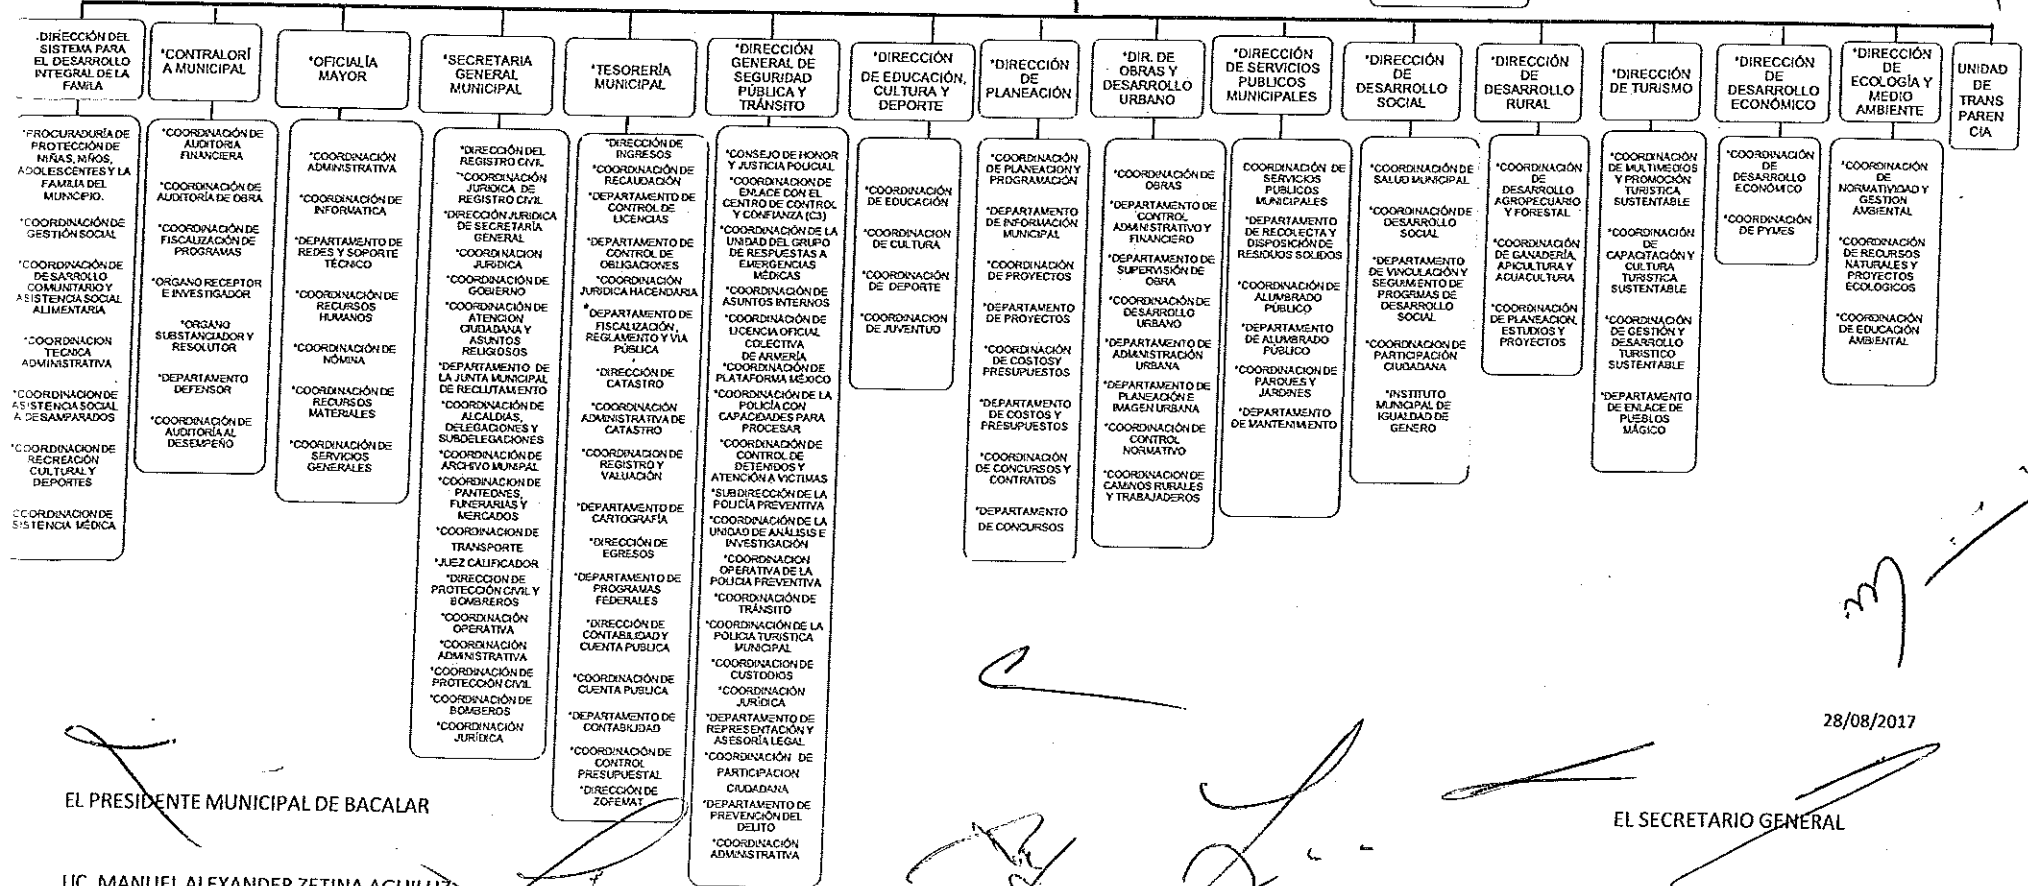 .DIRECCIÓN DEL
SISTEMA PARA
EL DESARROLLO
INTEGRAL DE LA
FAMILA
*CONTRALORÍ
A MUNICIPAL
*OFICIALÍA
MAYOR
*SECRETARIA
GENERAL
MUNICIPAL
*TESORERÍA
MUNICIPAL
*DIRECCIÓN
GENERAL DE
SEGURIDAD
PÚBLICA Y
TRÁNSITO
*DIRECCIÓN
DE EDUCACIÓN,
CULTURA Y
DEPORTE
*DIRECCIÓN
DE
PLANEACIÓN
*DIR. DE
OBRAS Y
DESARROLLO
URBANO
*DIRECCIÓN
DE SERVICIOS
PUBLICOS
MUNICIPALES
*DIRECCIÓN
DE
DESARROLLO
SOCIAL
*DIRECCIÓN
DE
DESARROLLO
RURAL
*DIRECCIÓN
DE TURISMO
*DIRECCIÓN
DE
DESARROLLO
ECONÓMICO
*DIRECCIÓN
DE
ECOLOGÍA Y
MEDIO
AMBIENTE
UNIDAD
DE
TRANS
PAREN
CIA
*PROCURADURÍA DE
PROTECCIÓN DE
NIÑAS, NIÑOS,
ADOLESCENTES Y LA
FAMILIA DEL
MUNICIPIO.
*COORDINACIÓN DE
GESTIÓN SOCIAL
*COORDINACIÓN DE
DESARROLLO
COMUNITARIO Y
ASISTENCIA SOCIAL
ALIMENTARIA
*COORDINACION
TECNICA
ADMINISTRATIVA
*COORDINACION DE
ASISTENCIA SOCIAL
A DESAMPARADOS
*COORDINACION DE
RECREACIÓN
CULTURAL Y
DEPORTES
COORDINACION DE
SISTENCIA MÉDICA
*COORDINACIÓN DE
AUDITORIA
FINANCIERA
*COORDINACIÓN DE
AUDITORÍA DE OBRA
*COORDINACIÓN DE
FISCALIZACIÓN DE
PROGRAMAS
*ORGANO RECEPTOR
E INVESTIGADOR
*ORGANO
SUBSTANCIADOR Y
RESOLUTOR
*DEPARTAMENTO
DEFENSOR
*COORDINACIÓN DE
AUDITORÍA AL
DESEMPEÑO
*COORDINACIÓN
ADMINISTRATIVA
*COORDINACIÓN DE
INFORMATICA
*DEPARTAMENTO DE
REDES Y SOPORTE
TÉCNICO
*COORDINACIÓN DE
RECURSOS
HUMANOS
*COORDINACIÓN DE
NÓMINA
*COORDINACIÓN DE
RECURSOS
MATERIALES
*COORDINACIÓN DE
SERVICIOS
GENERALES
*DIRECCIÓN DEL
REGISTRO CIVIL
*COORDINACIÓN
JURIDICA DE
REGISTRO CIVIL
*DIRECCIÓN JURIDICA
DE SECRETARÍA
GENERAL
*COORDINACION
JURIDICA
*COORDINACIÓN DE
GOBIERNO
*COORDINACIÓN DE
ATENCION
CIUDADANA Y
ASUNTOS
RELIGIOSOS
*DEPARTAMENTO DE
LA JUNTA MUNICIPAL
DE RECLUTAMIENTO
*COORDINACIÓN DE
ALCALDIAS,
DELEGACIONES Y
SUBDELEGACIONES
*COORDINACIÓN DE
ARCHIVO MUNIPAL
*COORDINACION DE
PANTEONES,
FUNERARIAS Y
MERCADOS
*COORDINACION DE
TRANSPORTE
*JUEZ CALIFICADOR
*DIRECCION DE
PROTECCIÓN CIVIL Y
BOMBREROS
*COORDINACIÓN
OPERATIVA
*COORDINACIÓN
ADMINISTRATIVA
*COORDINACIÓN DE
PROTECCIÓN CIVIL
*COORDINACIÓN DE
BOMBEROS
*COORDINACIÓN
JURÍDICA
*DIRECCIÓN DE
INGRESOS
*COORDINACIÓN DE
RECAUDACIÓN
*DEPARTAMENTO DE
CONTROL DE
LICENCIAS
*DEPARTAMENTO DE
CONTROL DE
OBLIGACIONES
*COORDINACIÓN
JURIDICA HACENDARIA
*DEPARTAMENTO DE
FISCALIZACIÓN,
REGLAMENTO Y VIA
PÚBLICA
*DIRECCIÓN DE
CATASTRO
*COORDINACIÓN
ADMINISTRATIVA DE
CATASTRO
*COORDINACIÓN DE
REGISTRO Y
VALUACIÓN
*DEPARTAMENTO DE
CARTOGRAFÍA
*DIRECCIÓN DE
EGRESOS
*DEPARTAMENTO DE
PROGRAMAS
FEDERALES
*DIRECCIÓN DE
CONTABILIDAD Y
CUENTA PUBLICA
*COORDINACIÓN DE
CUENTA PUBLICA
*DEPARTAMENTO DE
CONTABILIDAD
*COORDINACIÓN DE
CONTROL
PRESUPUESTAL
*DIRECCIÓN DE
ZOFEMAT
*CONSEJO DE HONOR
Y JUSTICIA POLICIAL
*COORDINACION DE
ENLACE CON EL
CENTRO DE CONTROL
Y CONFIANZA (C3)
*COORDINACIÓN DE LA
UNIDAD DEL GRUPO
DE RESPUESTAS A
EMERGENCIAS
MÉDICAS
*COORDINACIÓN DE
ASUNTOS INTERNOS
*COORDINACIÓN DE
LICENCIA OFICIAL
COLECTIVA
DE ARMERÍA
*COORDINACIÓN DE
PLATAFORMA MÉXICO
*COORDINACIÓN DE LA
POLICÍA CON
CAPACIDADES PARA
PROCESAR
*COORDINACIÓN DE
CONTROL DE
DETENIDOS Y
ATENCIÓN A VICTIMAS
*SUBDIRECCIÓN DE LA
POLICÍA PREVENTIVA
*COORDINACIÓN DE LA
UNIDAD DE ANÁLISIS E
INVESTIGACIÓN
*COORDINACION
OPERATIVA DE LA
POLICIA PREVENTIVA
*COORDINACIÓN DE
TRÁNSITO
*COORDINACIÓN DE LA
POLICIA TURISTICA
MUNICIPAL
*COORDINACION DE
CUSTODIOS
*COORDINACIÓN
JURÍDICA
*DEPARTAMENTO DE
REPRESENTACIÓN Y
ASESORÍA LEGAL
*COORDINACIÓN DE
PARTICIPACION
CIUDADANA
*DEPARTAMENTO DE
PREVENCIÓN DEL
DELITO
*COORDINACIÓN
ADMINISTRATIVA
*COORDINACIÓN
DE EDUCACIÓN
*COORDINACION
DE CULTURA
*COORDINACIÓN
DE DEPORTE
*COORDINACIÓN
DE JUVENTUD
*COORDINACIÓN
DE PLANEACION Y
PROGRAMACIÓN
*DEPARTAMENTO
DE INFORMACIÓN
MUNICIPAL
*COORDINACIÓN
DE PROYECTOS
*DEPARTAMENTO
DE PROYECTOS
*COORDINACIÓN
DE COSTOS Y
PRESUPUESTOS
*DEPARTAMENTO
DE COSTOS Y
PRESUPUESTOS
*COORDINACIÓN
DE CONCURSOS Y
CONTRATOS
*DEPARTAMENTO
DE CONCURSOS
*COORDINACIÓN DE
OBRAS
*DEPARTAMENTO DE
CONTROL
ADMINISTRATIVO Y
FINANCIERO
*DEPARTAMENTO DE
SUPERVISIÓN DE
OBRA
*COORDINACIÓN DE
DESARROLLO
URBANO
*DEPARTAMENTO DE
ADMINISTRACIÓN
URBANA
*DEPARTAMENTO DE
PLANEACIÓN E
IMAGEN URBANA
*COORDINACIÓN DE
CONTROL
NORMATIVO
*COORDINACION DE
CAMINOS RURALES
Y TRABAJADEROS
COORDINACIÓN DE
SERVICIOS
PUBLICOS
MUNICIPALES
*DEPARTAMENTO
DE RECOLECTA Y
DISPOSICIÓN DE
RESIDUOS SOLIDOS
*COORDINACIÓN DE
ALUMBRADO
PÚBLICO
*DEPARTAMENTO
DE ALUMBRADO
PÚBLICO
*COORDINACION DE
PARQUES Y
JARDINES
*DEPARTAMENTO
DE MANTENIMIENTO
*COORDINACIÓN DE
SALUD MUNICIPAL
*COORDINACIÓN DE
DESARROLLO
SOCIAL
*DEPARTAMENTO
DE VINCULACIÓN Y
SEGUIMIENTO DE
PROGRMAS DE
DESARROLLO
SOCIAL
*COORDINACION DE
PARTICIPACIÓN
CIUDADANA
*INSTITUTO
MUNICIPAL DE
IGUALDAD DE
GENERO
*COORDINACIÓN
DE
DESARROLLO
AGROPECUARIO
Y FORESTAL
*COORDINACIÓN
DE GANADERÍA,
APICULTURA Y
ACUACULTURA
*COORDINACIÓN
DE PLANEACION,
ESTUDIOS Y
PROYECTOS
*COORDINACIÓN
DE MULTIMEDIOS
Y PROMOCIÓN
TURISTICA
SUSTENTABLE
*COORDINACIÓN
DE
CAPACITACIÓN Y
CULTURA
TURÍSTICA
SUSTENTABLE
*COORDINACIÓN
DE GESTIÓN Y
DESARROLLO
TURISTICO
SUSTENTABLE
*DEPARTAMENTO
DE ENLACE DE
PUEBLOS
MÁGICO
*COORDINACIÓN
DE
DESARROLLO
ECONÓMICO
*COORDINACIÓN
DE PYMES
*COORDINACIÓN
DE
NORMATIVIDAD Y
GESTION
AMBIENTAL
*COORDINACIÓN
DE RECURSOS
NATURALES Y
PROYECTOS
ECOLOGICOS
*COORDINACIÓN
DE EDUCACIÓN
AMBIENTAL
28/08/2017
EL PRESIDENTE MUNICIPAL DE BACALAR
EL SECRETARIO GENERAL
LIC. MANUEL ALEXANDER ZETINA AGUILUZ